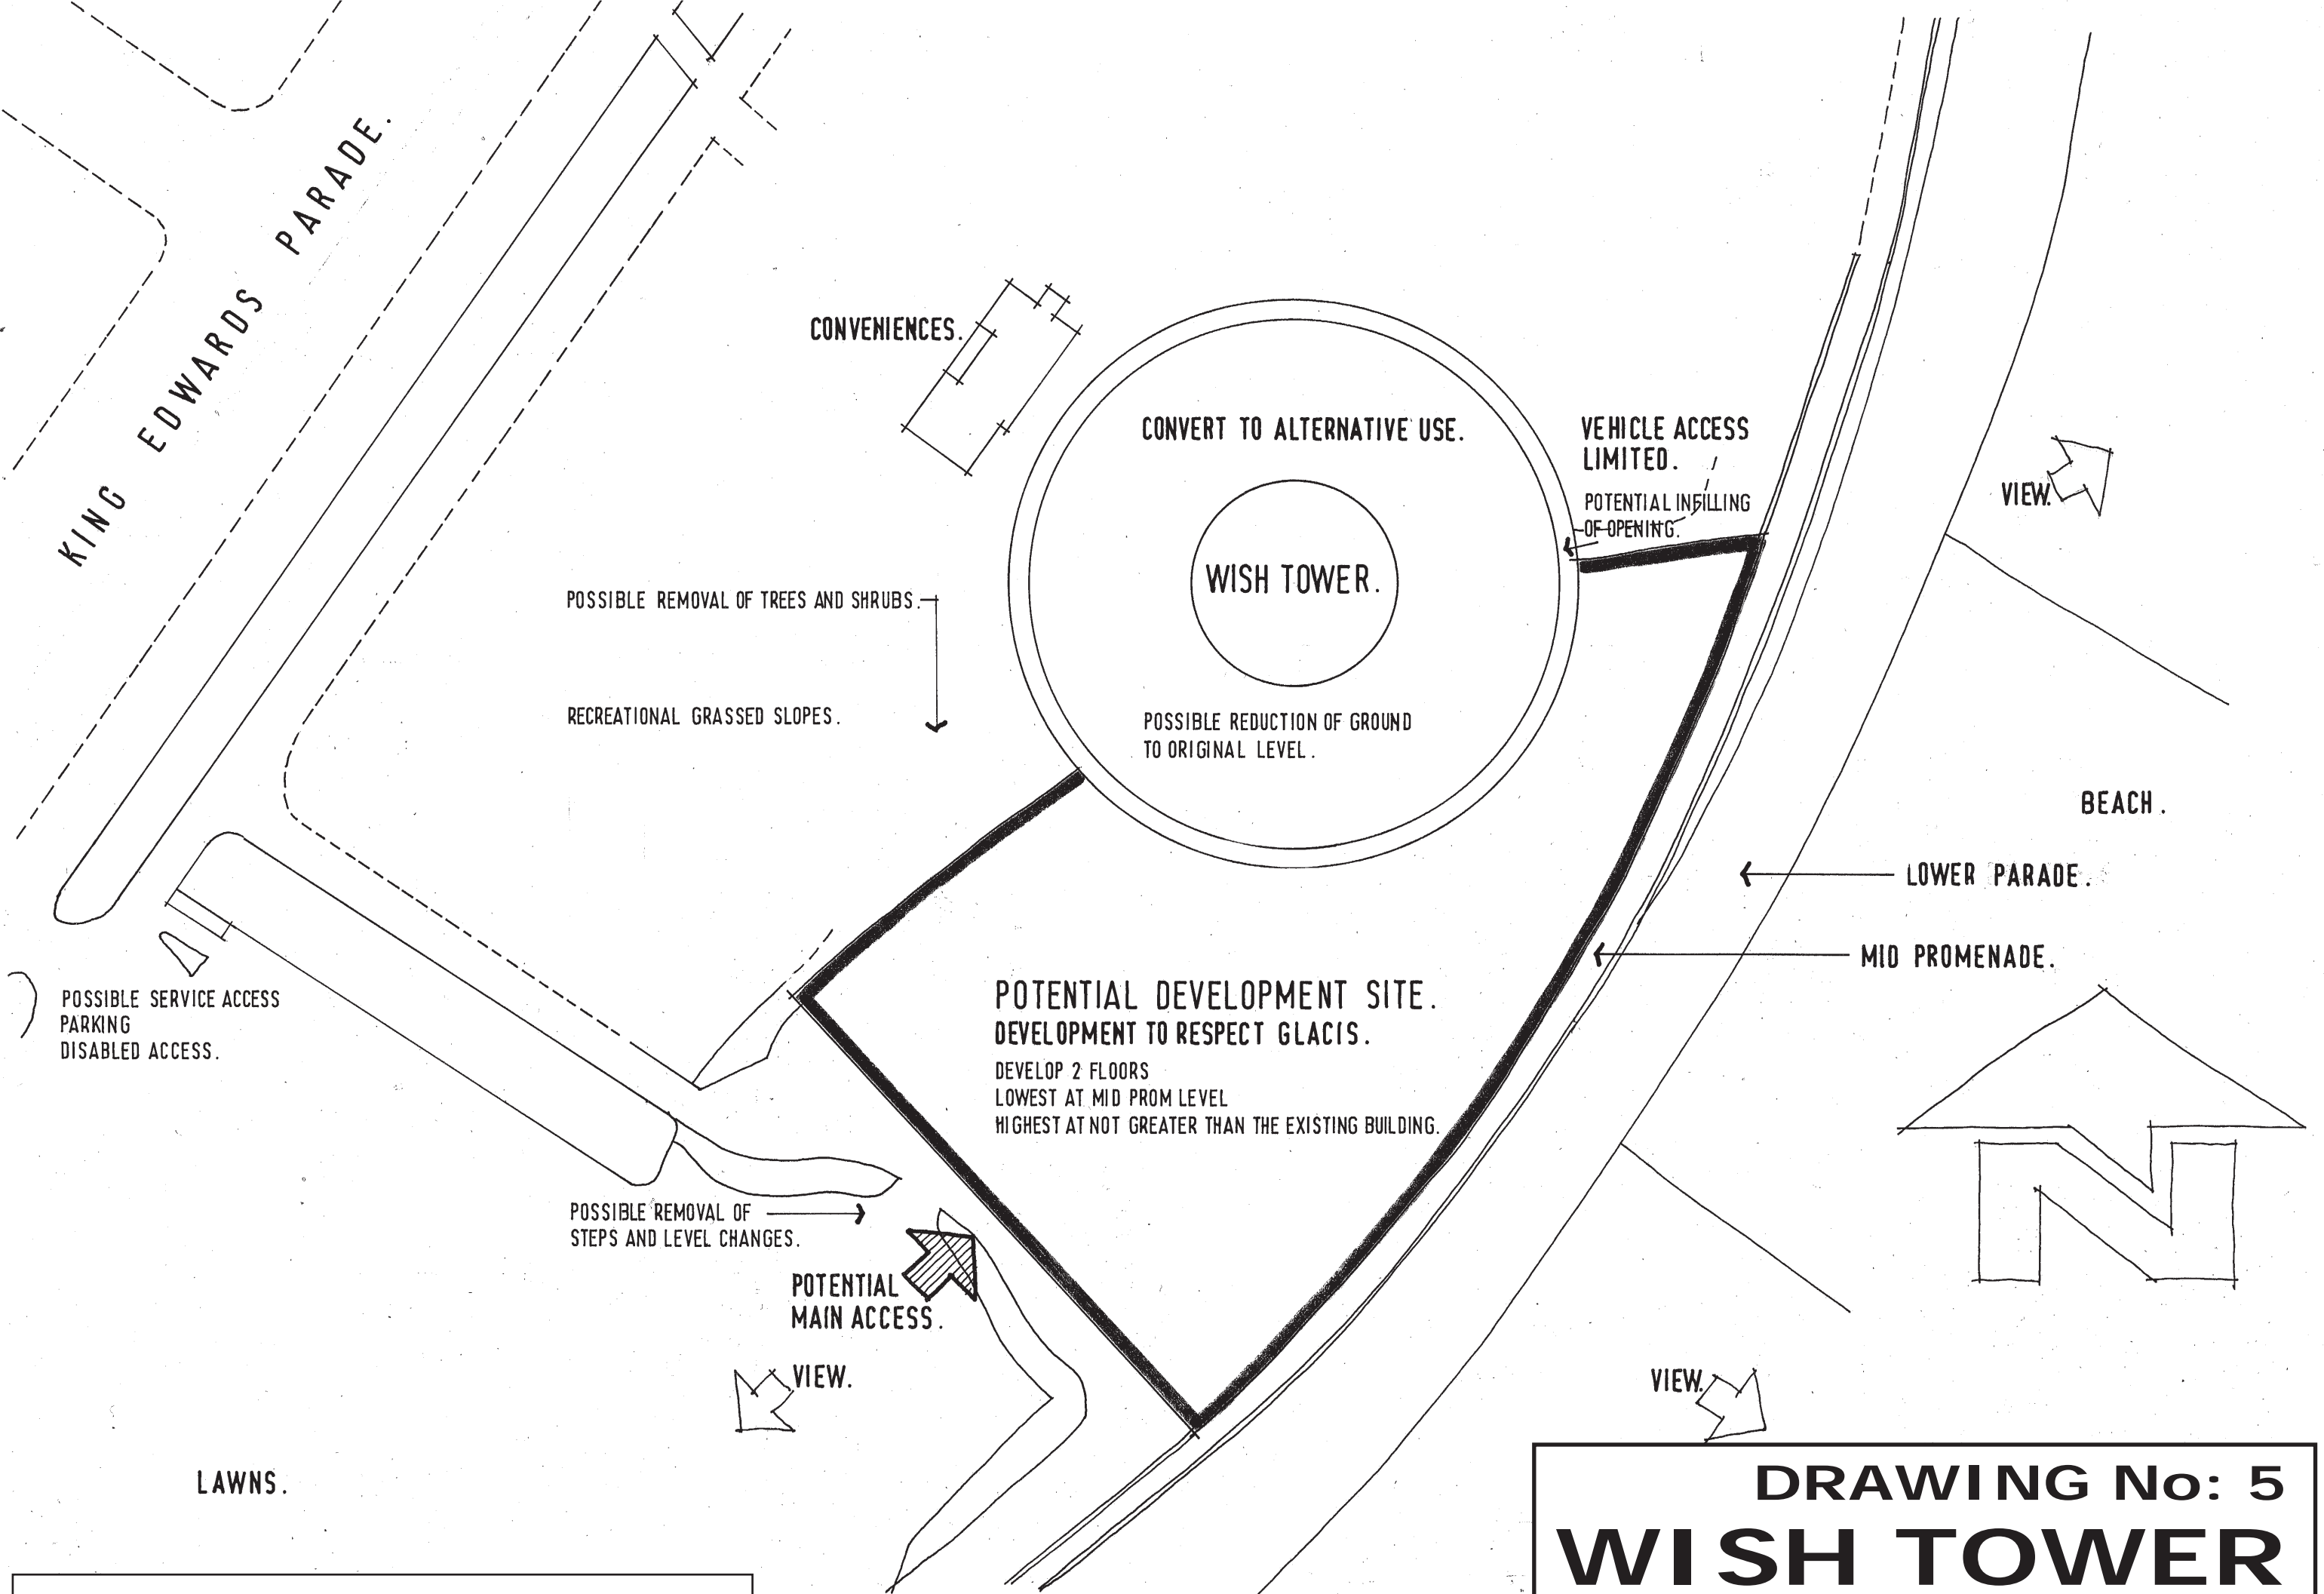 KING EDWARDS PARADE.
CONVENIENCES.
CONVERT TO ALTERNATIVE USE.
VEHICLE ACCESS
LIMITED.
POTENTIAL INFILLING
OF OPENING.
VIEW.
WISH TOWER.
POSSIBLE REMOVAL OF TREES AND SHRUBS.
RECREATIONAL GRASSED SLOPES.
POSSIBLE REDUCTION OF GROUND
TO ORIGINAL LEVEL.
BEACH.
LOWER PARADE.
MID PROMENADE.
POSSIBLE SERVICE ACCESS
PARKING
DISABLED ACCESS.
POTENTIAL DEVELOPMENT SITE.
DEVELOPMENT TO RESPECT GLACIS.
DEVELOP 2 FLOORS
LOWEST AT MID PROM LEVEL
HIGHEST AT NOT GREATER THAN THE EXISTING BUILDING.
N
POSSIBLE REMOVAL OF
STEPS AND LEVEL CHANGES.
POTENTIAL
MAIN ACCESS.
VIEW.
VIEW.
LAWNS.
DRAWING No: 5
WISH TOWER